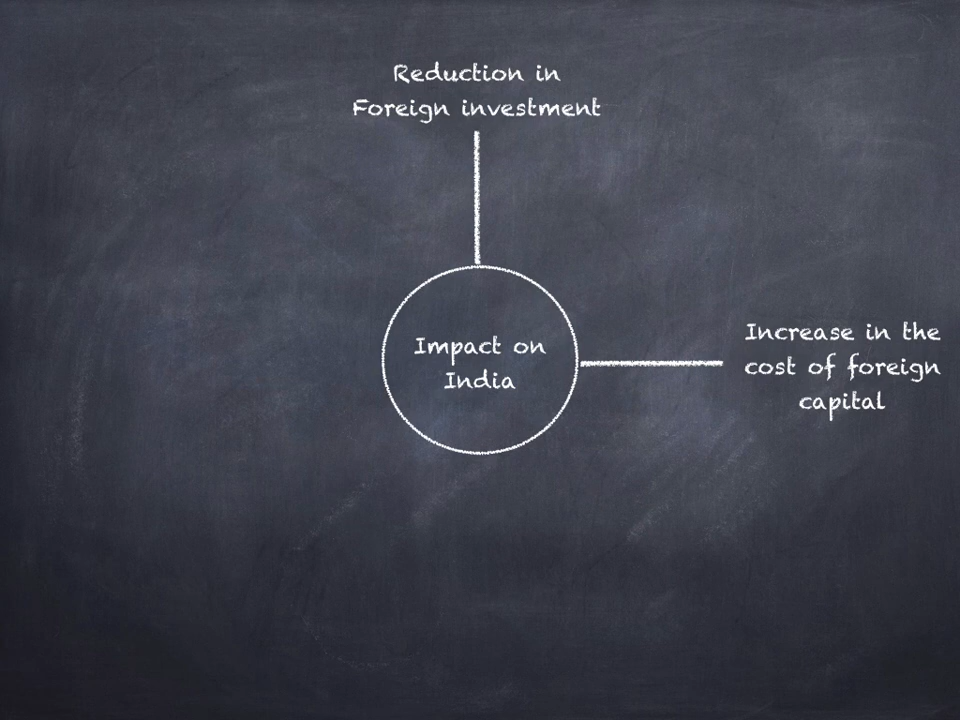 Reduction in
Foreign investment
Impact on
India
Increase in the
cost of foreign
capital